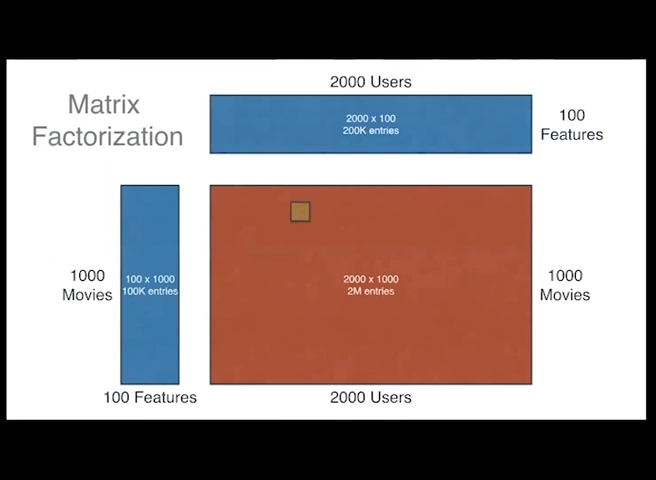 2000 Users
Matrix
Factorization
2000 x 100
200K entries
100
Features
1000
Movies
100 x 1000
100K entries
2000 x 1000
2M entries
1000
Movies
100 Features
2000 Users